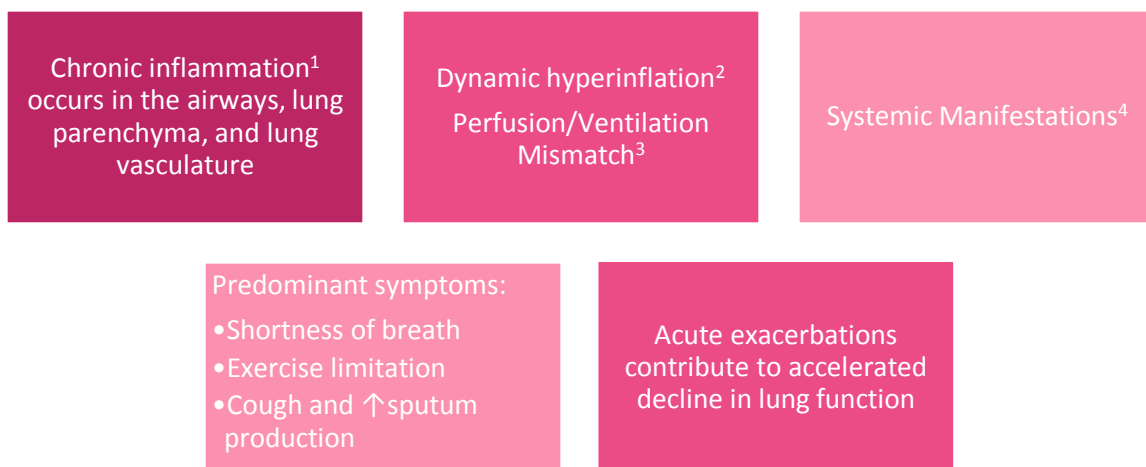 Chronic inflammation¹
occurs in the airways, lung
parenchyma, and lung
vasculature
Dynamic hyperinflation²
Perfusion/Ventilation
Mismatch³
Systemic Manifestations⁴
Predominant symptoms:
•Shortness of breath
•Exercise limitation
•Cough and ↑sputum
production
Acute exacerbations
contribute to accelerated
decline in lung function